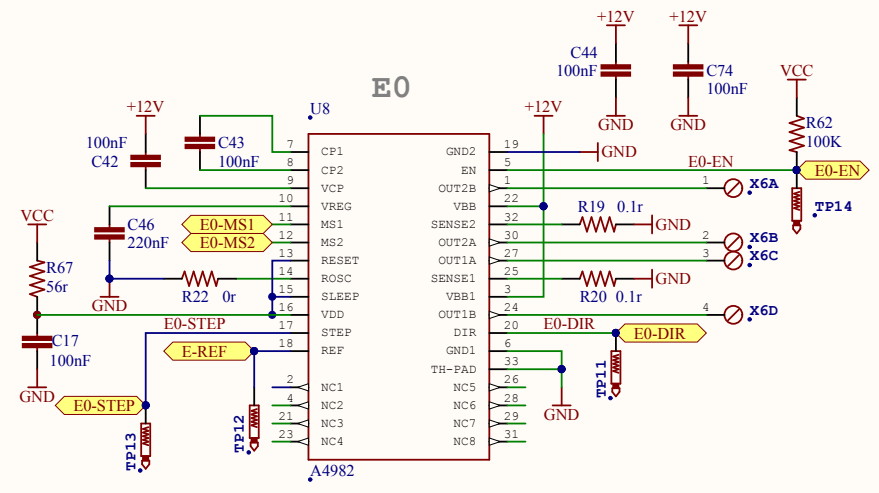 +12V
+12V
C44
100nF
C74
100nF
GND
GND
VCC
R62
100K
E0
U8
+12V
100nF
C42
C43
100nF
+12V
7 CP1
8 CP2
9 VCP
10 VREG
11 MS1
12 MS2
13 RESET
14 ROSC
15 SLEEP
16 VDD
17 STEP
18 REF
2 NC1
4 NC2
21 NC3
23 NC4
GND2 19
EN 5
OUT2B 1
VBB 22
SENSE2 32
OUT2A 30
OUT1A 27
SENSE1 25
VBB1 3
OUT1B 24
DIR 20
GND1 6
TH-PAD 33
NC5 26
NC6 28
NC7 29
NC8 31
A4982
GND
E0-EN
E0-EN
TP14
1 X6A
R19 0.1r
GND
2 X6B
3 X6C
GND
R20 0.1r
4 X6D
E0-DIR
E0-DIR
TP11
GND
VCC
R67
56r
C46
220nF
GND
E0-MS1
E0-MS2
R22 0r
C17
100nF
GND
E0-STEP
E-REF
E0-STEP
TP13
TP12